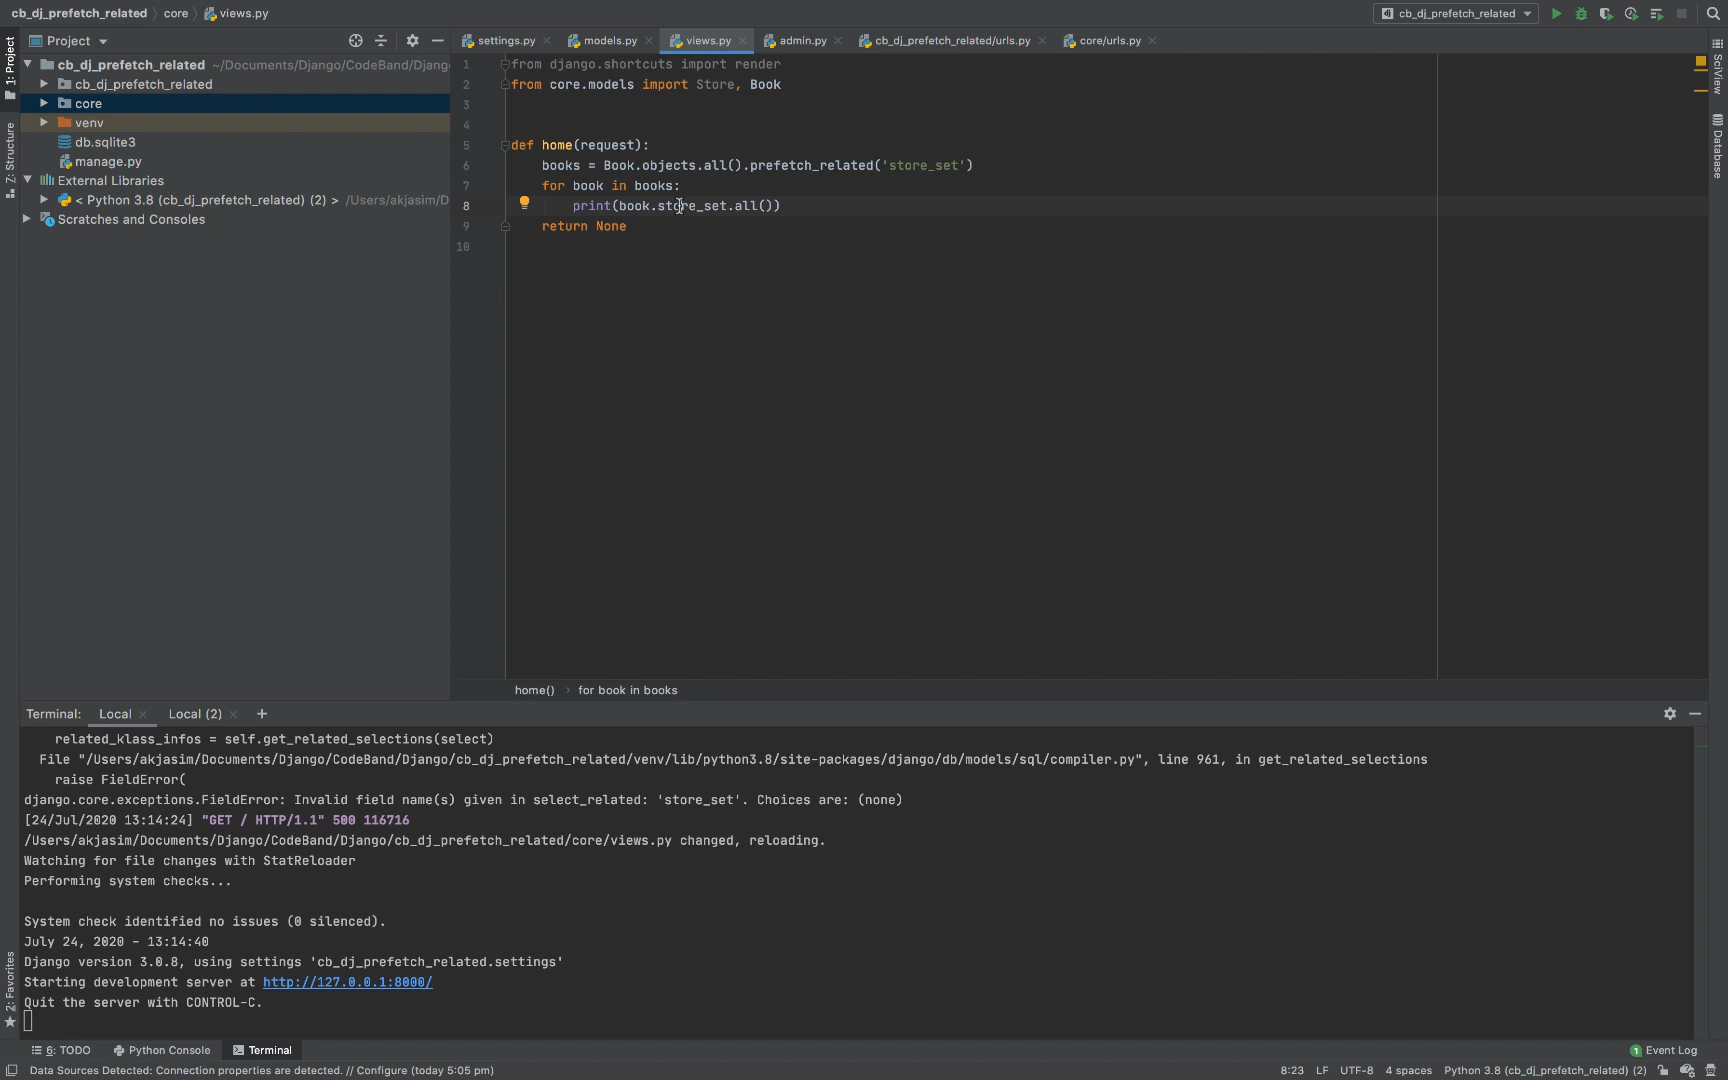 cb_dj_prefetch_related core views.py
cb_dj_prefetch_related
1: Project
Project
settings.py models.py views.py admin.py cb_dj_prefetch_related/urls.py core/urls.py
SciView
Database
cb_dj_prefetch_related ~/Documents/Django/CodeBand/Djang
cb_dj_prefetch_related
core
venv
db.sqlite3
manage.py
External Libraries
< Python 3.8 (cb_dj_prefetch_related) (2) > /Users/akjasim/D
Scratches and Consoles
7: Structure
1 from django.shortcuts import render
2 from core.models import Store, Book
3
4
5 def home(request):
6 books = Book.objects.all().prefetch_related('store_set')
7 for book in books:
8 print(book.store_set.all())
9 return None
10
home() for book in books
Terminal: Local Local (2) +
related_klass_infos = self.get_related_selections(select)
File "/Users/akjasim/Documents/Django/CodeBand/Django/cb_dj_prefetch_related/venv/lib/python3.8/site-packages/django/db/models/sql/compiler.py", line 961, in get_related_selections
raise FieldError(
django.core.exceptions.FieldError: Invalid field name(s) given in select_related: 'store_set'. Choices are: (none)
[24/Jul/2020 13:14:24] "GET / HTTP/1.1" 500 116716
/Users/akjasim/Documents/Django/CodeBand/Django/cb_dj_prefetch_related/core/views.py changed, reloading.
Watching for file changes with StatReloader
Performing system checks...
System check identified no issues (0 silenced).
July 24, 2020 - 13:14:40
Django version 3.0.8, using settings 'cb_dj_prefetch_related.settings'
Starting development server at http://127.0.0.1:8000/
Quit the server with CONTROL-C.
2: Favorites
6: TODO Python Console Terminal
1 Event Log
Data Sources Detected: Connection properties are detected. // Configure (today 5:05 pm)
8:23 LF UTF-8 4 spaces Python 3.8 (cb_dj_prefetch_related) (2)